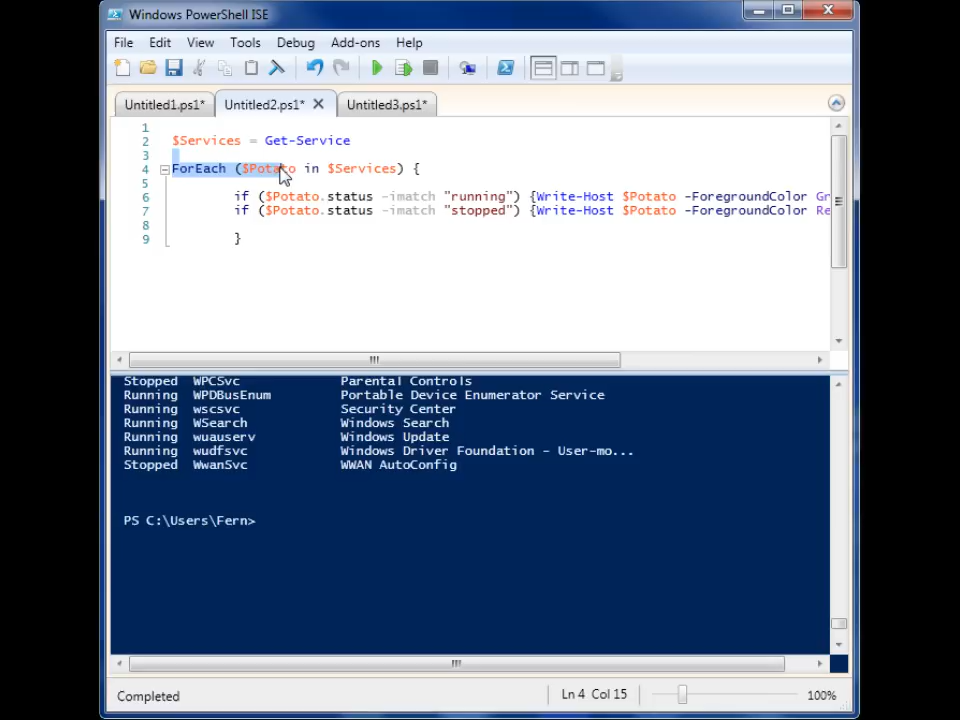 Windows PowerShell ISE
File Edit View Tools Debug Add-ons Help
Untitled1.ps1* Untitled2.ps1* Untitled3.ps1*
1
2 $Services = Get-Service
3
4 ForEach ($Potato in $Services) {
5
6 if ($Potato.status -imatch "running") {Write-Host $Potato -ForegroundColor Gr
7 if ($Potato.status -imatch "stopped") {Write-Host $Potato -ForegroundColor Re
8
9 }
Stopped WPCSvc Parental Controls
Running WPDBusEnum Portable Device Enumerator Service
Running wscsvc Security Center
Running WSearch Windows Search
Running wuauserv Windows Update
Running wudfsvc Windows Driver Foundation - User-mo...
Stopped WwanSvc WWAN AutoConfig
PS C:\Users\Fern>
Completed Ln 4 Col 15 100%